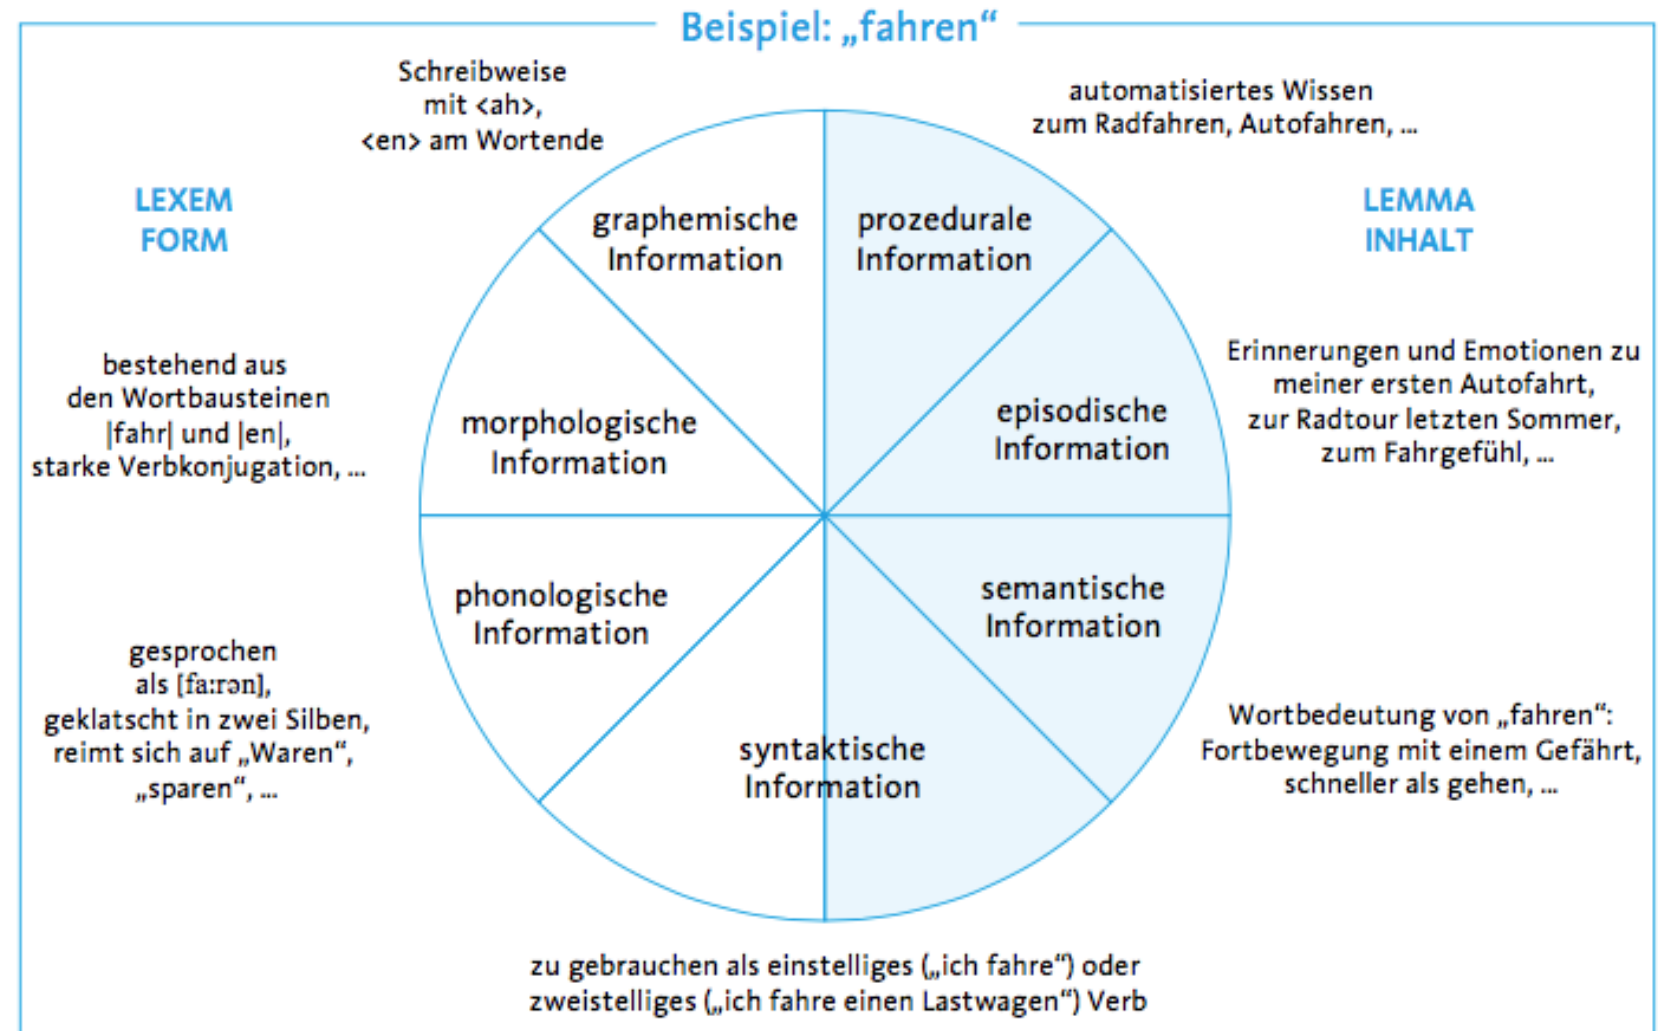 Beispiel: „fahren“
Schreibweise
mit <ah>,
<en> am Wortende
automatisiertes Wissen
zum Radfahren, Autofahren, ...
LEXEM
FORM
LEMMA
INHALT
graphemische
Information
prozedurale
Information
bestehend aus
den Wortbausteinen
|fahr| und |en|,
starke Verbkonjugation, ...
morphologische
Information
episodische
Information
Erinnerungen und Emotionen zu
meiner ersten Autofahrt,
zur Radtour letzten Sommer,
zum Fahrgefühl, ...
phonologische
Information
semantische
Information
gesprochen
als [fa:rən],
geklatscht in zwei Silben,
reimt sich auf „Waren“,
„sparen“, ...
syntaktische
Information
Wortbedeutung von „fahren“:
Fortbewegung mit einem Gefährt,
schneller als gehen, ...
zu gebrauchen als einstelliges („ich fahre“) oder
zweistelliges („ich fahre einen Lastwagen“) Verb